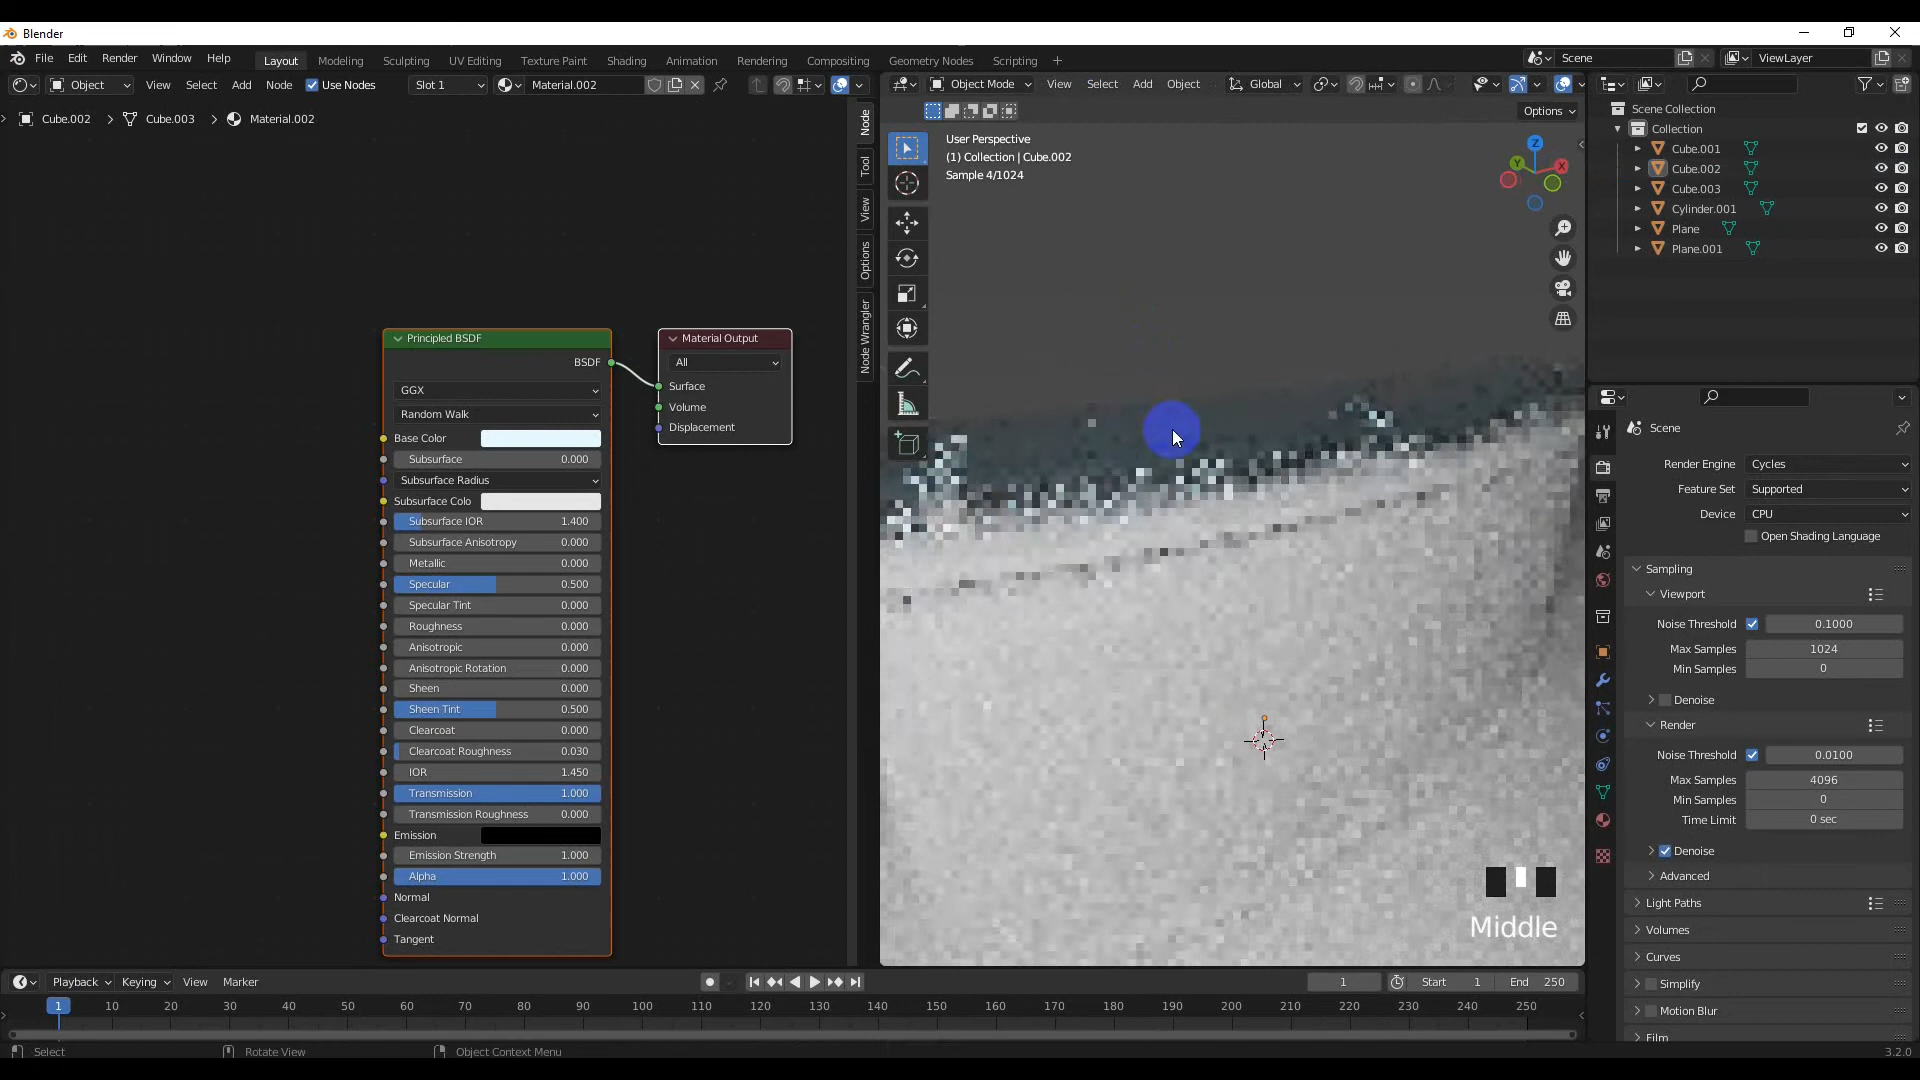 Blender
File Edit Render Window Help Layout Modeling Sculpting UV Editing Texture Paint Shading Animation Rendering Compositing Geometry Nodes Scripting + Scene ViewLayer
Object View Select Add Node Use Nodes Slot 1 Material.002
Object Mode View Select Add Object Global
Options
Cube.002 > Cube.003 > Material.002
User Perspective
(1) Collection | Cube.002
Sample 4/1024
Node
Tool
View
Options
Node Wrangler
Z
Y
X
Scene Collection
Collection
Cube.001
Cube.002
Cube.003
Cylinder.001
Plane
Plane.001
Principled BSDF
BSDF
GGX
Random Walk
Base Color
Subsurface 0.000
Subsurface Radius
Subsurface Colo
Subsurface IOR 1.400
Subsurface Anisotropy 0.000
Metallic 0.000
Specular 0.500
Specular Tint 0.000
Roughness 0.000
Anisotropic 0.000
Anisotropic Rotation 0.000
Sheen 0.000
Sheen Tint 0.500
Clearcoat 0.000
Clearcoat Roughness 0.030
IOR 1.450
Transmission 1.000
Transmission Roughness 0.000
Emission
Emission Strength 1.000
Alpha 1.000
Normal
Clearcoat Normal
Tangent
Material Output
All
Surface
Volume
Displacement
Scene
Render Engine Cycles
Feature Set Supported
Device CPU
Open Shading Language
Sampling
Viewport
Noise Threshold 0.1000
Max Samples 1024
Min Samples 0
Denoise
Render
Noise Threshold 0.0100
Max Samples 4096
Min Samples 0
Time Limit 0 sec
Denoise
Advanced
Light Paths
Volumes
Curves
Simplify
Motion Blur
Film
Middle
Playback Keying View Marker 1 Start 1 End 250
1 10 20 30 40 50 60 70 80 90 100 110 120 130 140 150 160 170 180 190 200 210 220 230 240 250
Select Rotate View Object Context Menu 3.2.0